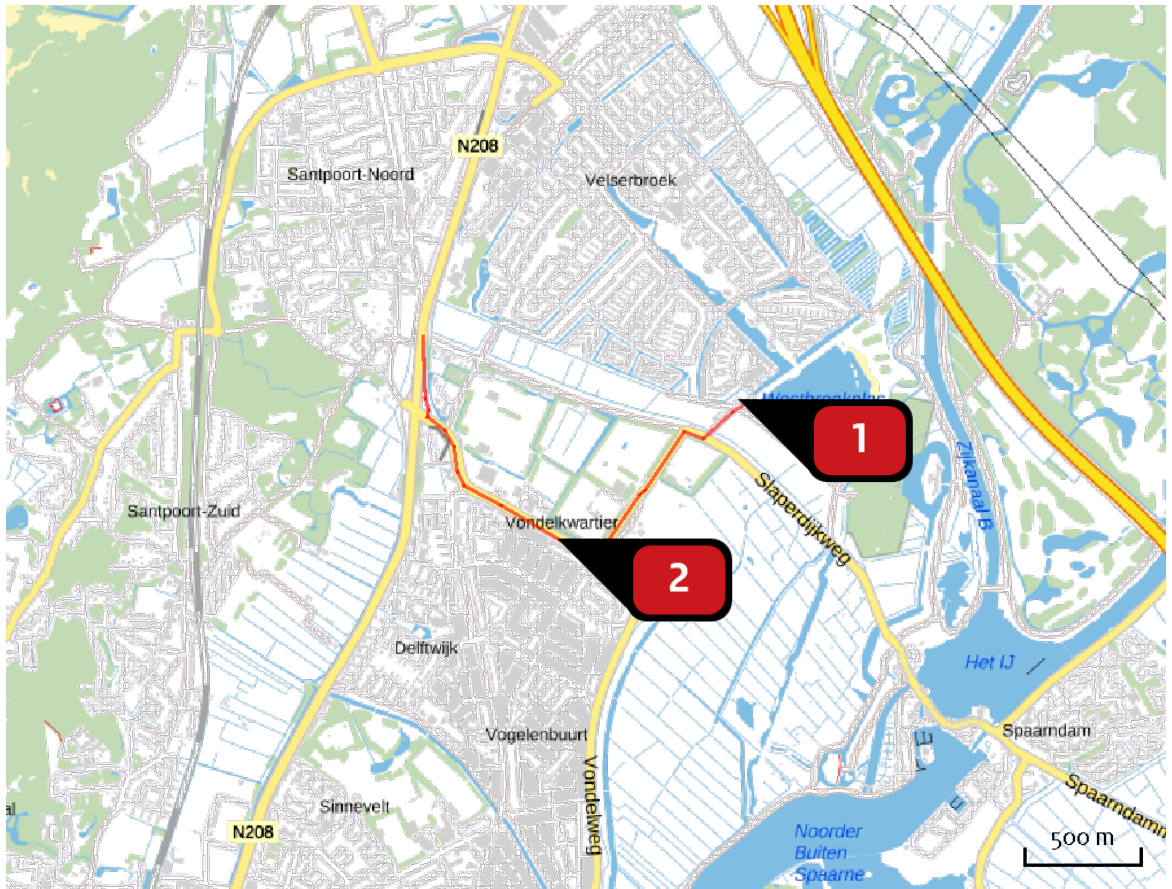 N208
Santpoort-Noord
Velserbroek
Westbroekplas
1
Zijkanaal B
Slaperdijkweg
Santpoort-Zuid
Vondelkwartier
2
Delftwijk
Het IJ
Vogelenbuurt
Spaarndam
Vondelweg
Sinnevelt
N208
Noorder
Buiten
Spaarne
500 m